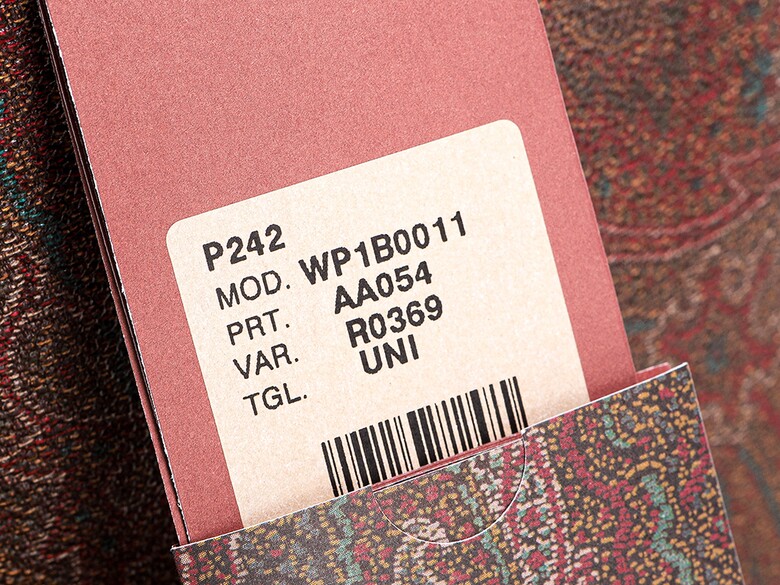 P242
MOD. WP1B0011
PRT. AA054
VAR. R0369
TGL. UNI